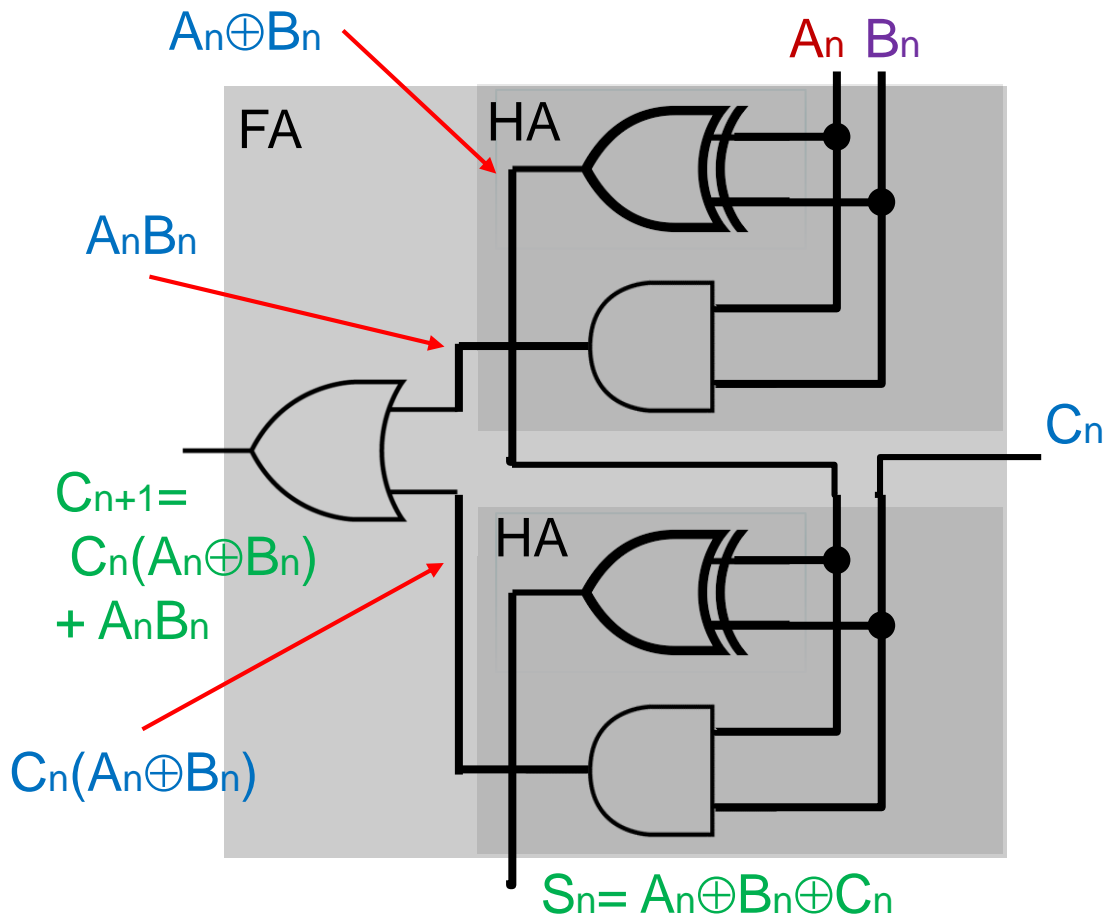 An⊕Bn
An Bn
FA
HA
AnBn
Cn
Cn+1=
Cn(An⊕Bn)
+ AnBn
HA
Cn(An⊕Bn)
Sn= An⊕Bn⊕Cn